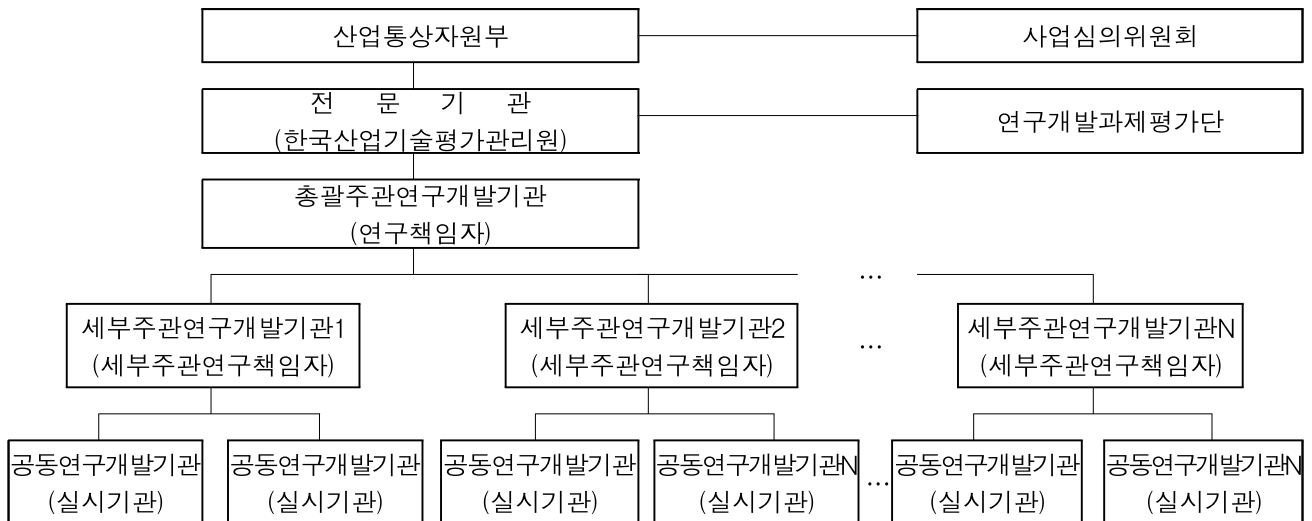 산업통상자원부
사업심의위원회
전 문 기 관
(한국산업기술평가관리원)
연구개발과제평가단
총괄주관연구개발기관
(연구책임자)
...
세부주관연구개발기관1
(세부주관연구책임자)
세부주관연구개발기관2
(세부주관연구책임자)
...
세부주관연구개발기관N
(세부주관연구책임자)
공동연구개발기관
(실시기관)
공동연구개발기관
(실시기관)
공동연구개발기관
(실시기관)
공동연구개발기관N
(실시기관)
...
공동연구개발기관
(실시기관)
공동연구개발기관N
(실시기관)